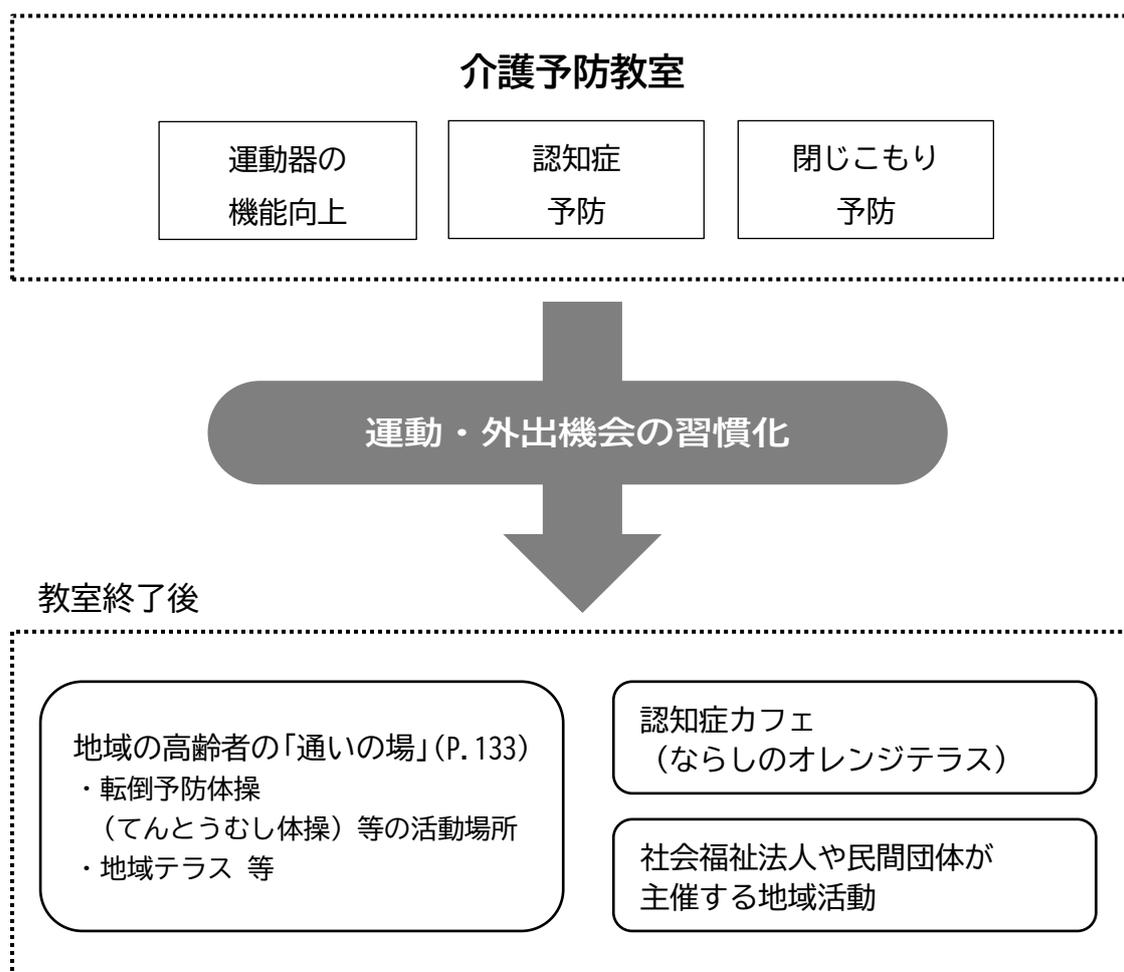 介護予防教室
運動器の
機能向上
認知症
予防
閉じこもり
予防
運動・外出機会の習慣化
教室終了後
地域の高齢者の「通いの場」(P.133)
・転倒予防体操
（てんとうむし体操）等の活動場所
・地域テラス 等
認知症カフェ
（ならしのオレンジテラス）
社会福祉法人や民間団体が
主催する地域活動